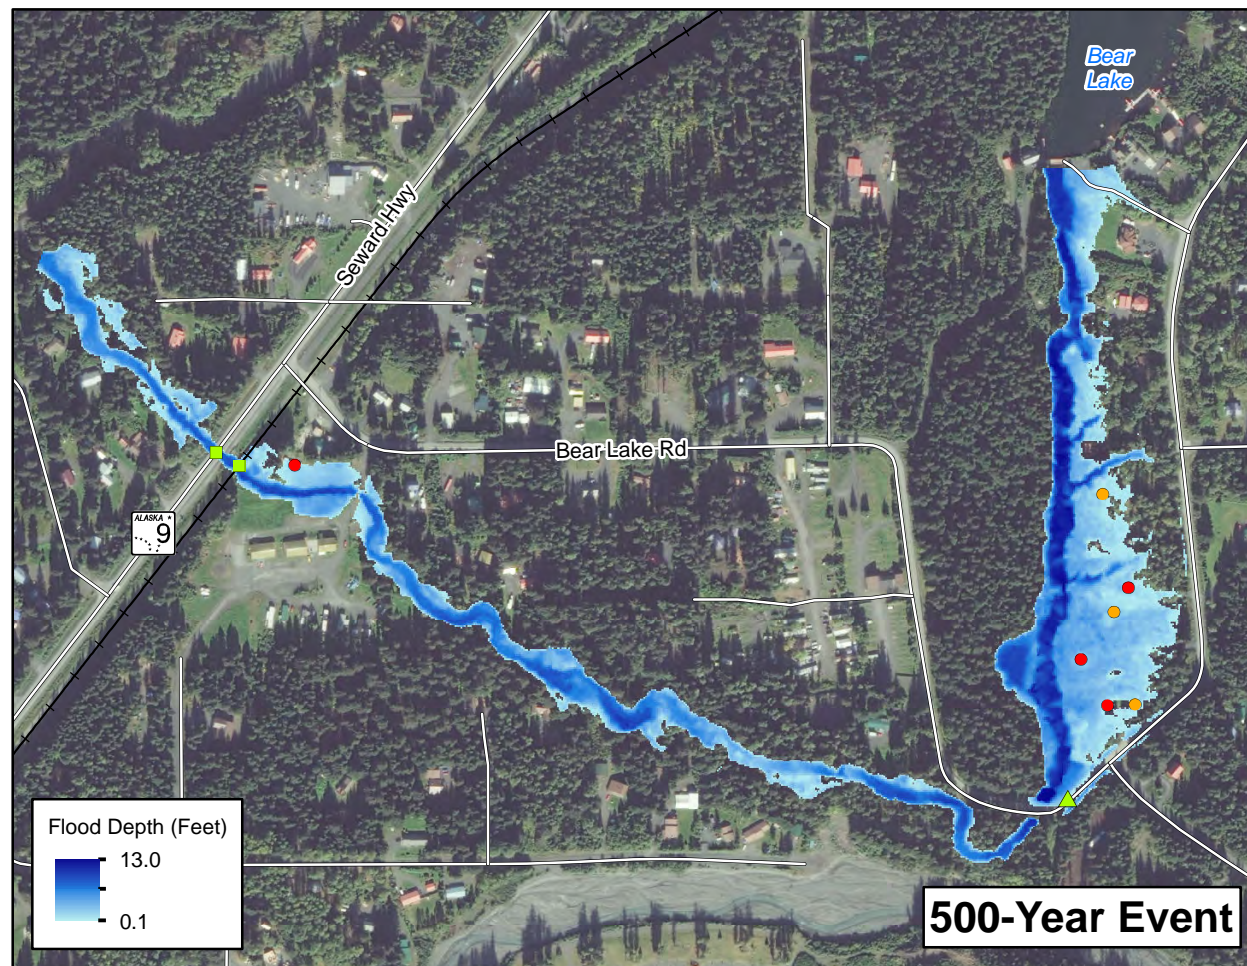 Bear
Lake
Seward Hwy
Bear Lake Rd
ALASKA
9
Flood Depth (Feet)
13.0
0.1
500-Year Event